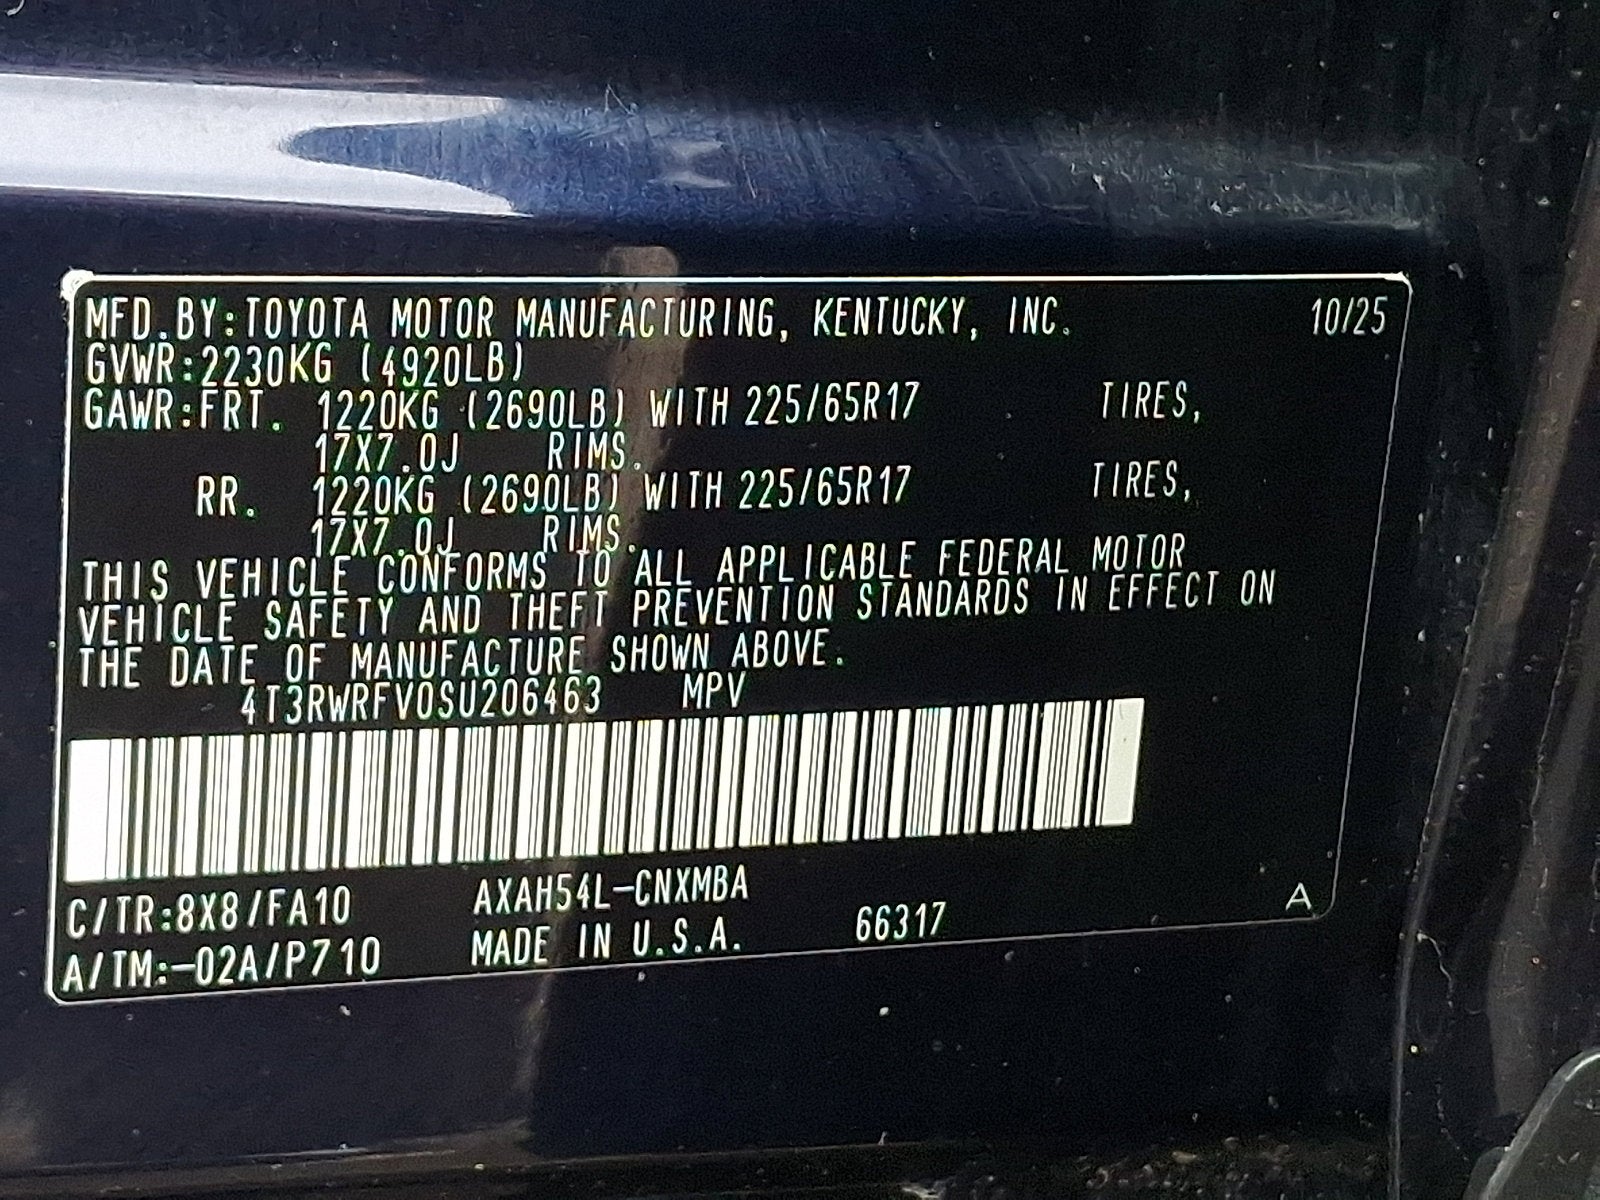 MFD.BY:TOYOTA MOTOR MANUFACTURING, KENTUCKY, INC. 10/25
GVWR:2230KG (4920LB)
GAWR:FRT. 1220KG (2690LB) WITH 225/65R17 TIRES,
17X7.0J RIMS.
RR. 1220KG (2690LB) WITH 225/65R17 TIRES,
17X7.0J RIMS.
THIS VEHICLE CONFORMS TO ALL APPLICABLE FEDERAL MOTOR
VEHICLE SAFETY AND THEFT PREVENTION STANDARDS IN EFFECT ON
THE DATE OF MANUFACTURE SHOWN ABOVE.
4T3RWRFV0SU206463 MPV
C/TR:8X8/FA10 AXAH54L-CNXMBA A
A/TM:-02A/P710 MADE IN U.S.A. 66317